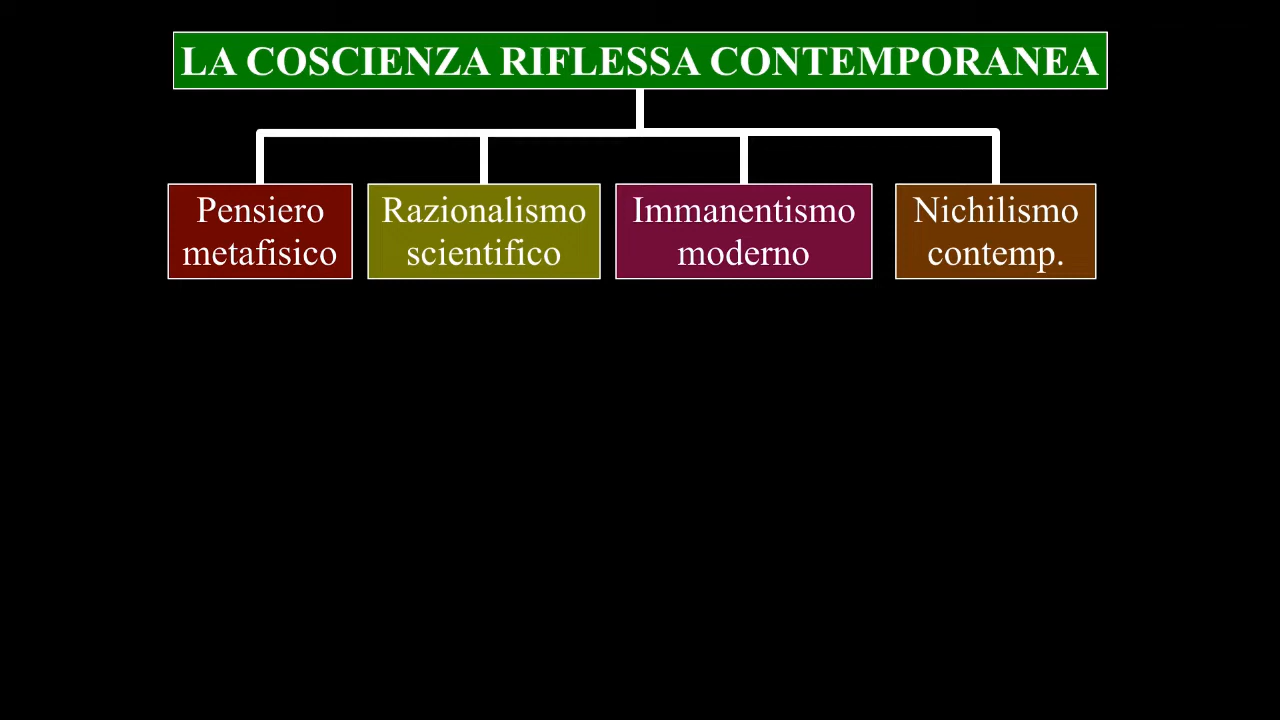 LA COSCIENZA RIFLESSA CONTEMPORANEA
Pensiero
metafisico
Razionalismo
scientifico
Immanentismo
moderno
Nichilismo
contemp.